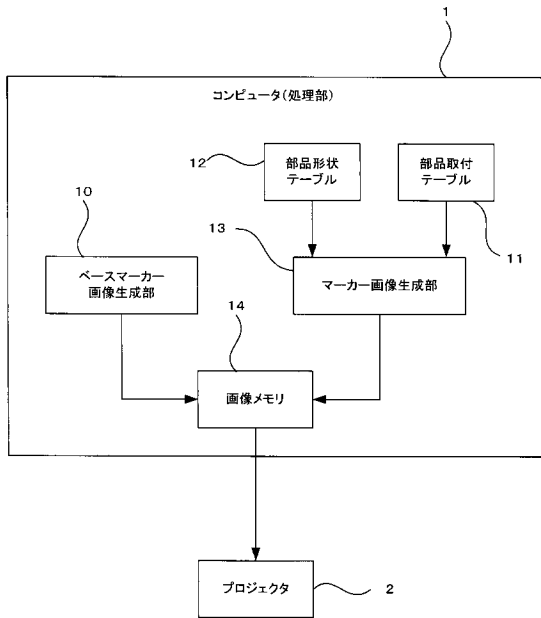 1
コンピュータ(処理部)
12
部品形状
テーブル
部品取付
テーブル
11
10
ベースマーカー
画像生成部
13
マーカー画像生成部
14
画像メモリ
プロジェクタ
2